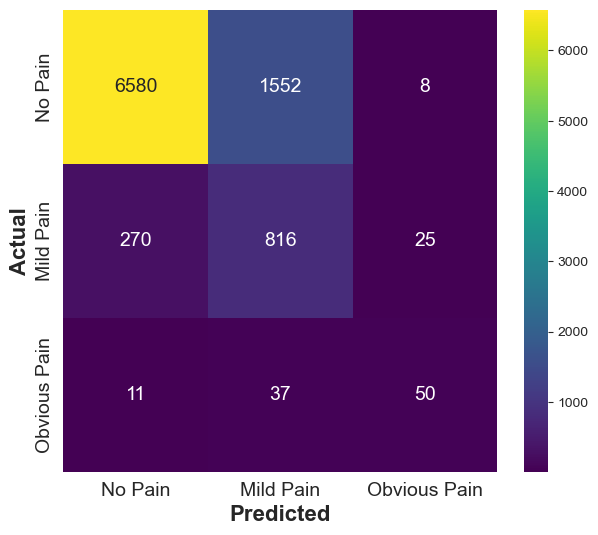 No Pain
6580 1552 8
Mild Pain
270 816 25
Obvious Pain
11 37 50
Actual
No Pain Mild Pain Obvious Pain
Predicted
6000
5000
4000
3000
2000
1000